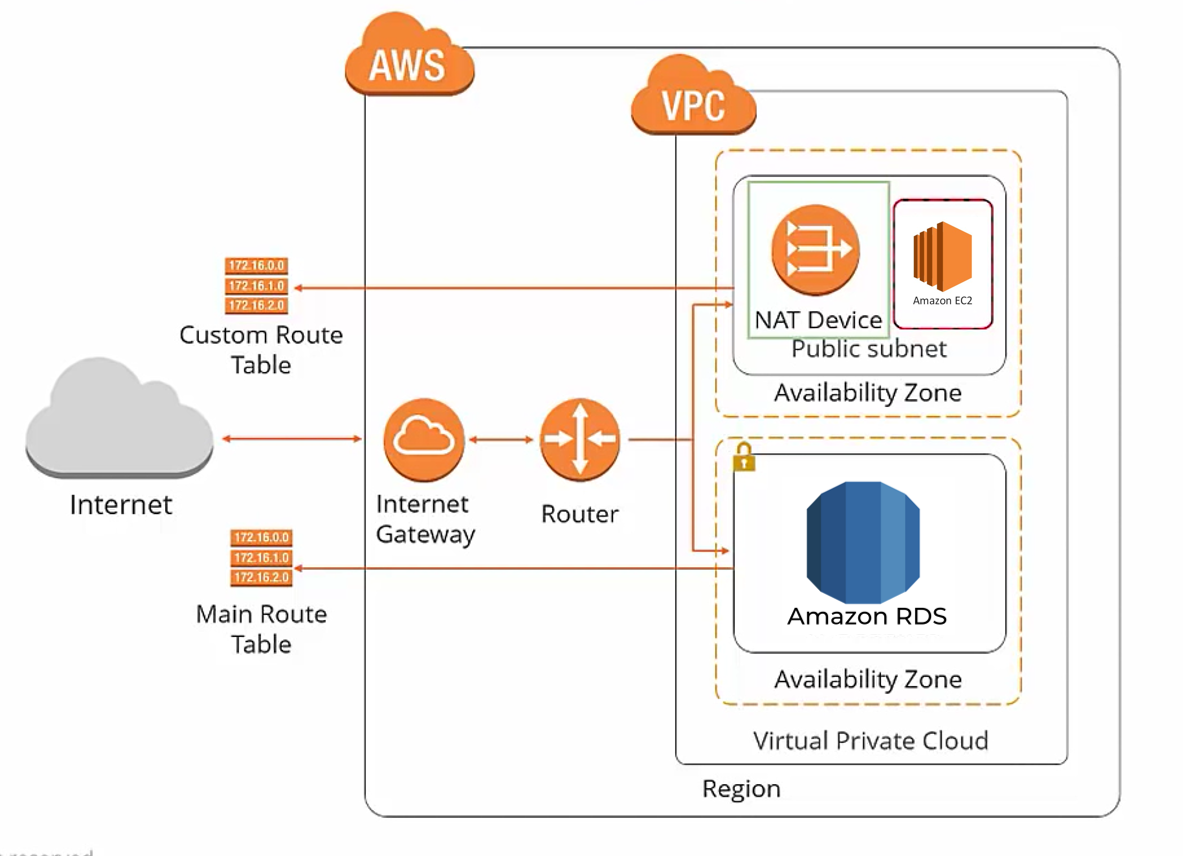 AWS
VPC
172.16.0.0
172.16.1.0
172.16.2.0
Custom Route
Table
NAT Device
Amazon EC2
Public subnet
Availability Zone
Internet
Internet
Gateway
Router
172.16.0.0
172.16.1.0
172.16.2.0
Main Route
Table
Amazon RDS
Availability Zone
Virtual Private Cloud
Region